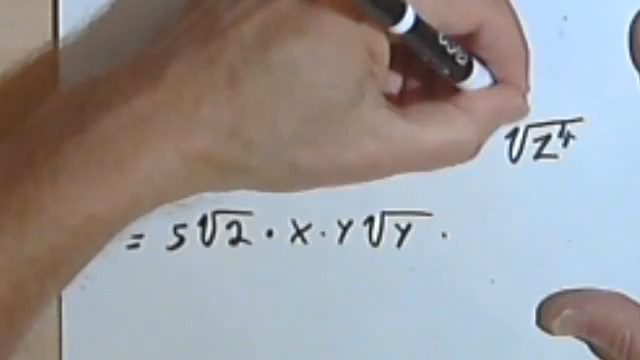 √z⁴
= 5√2 · x · y√y ·